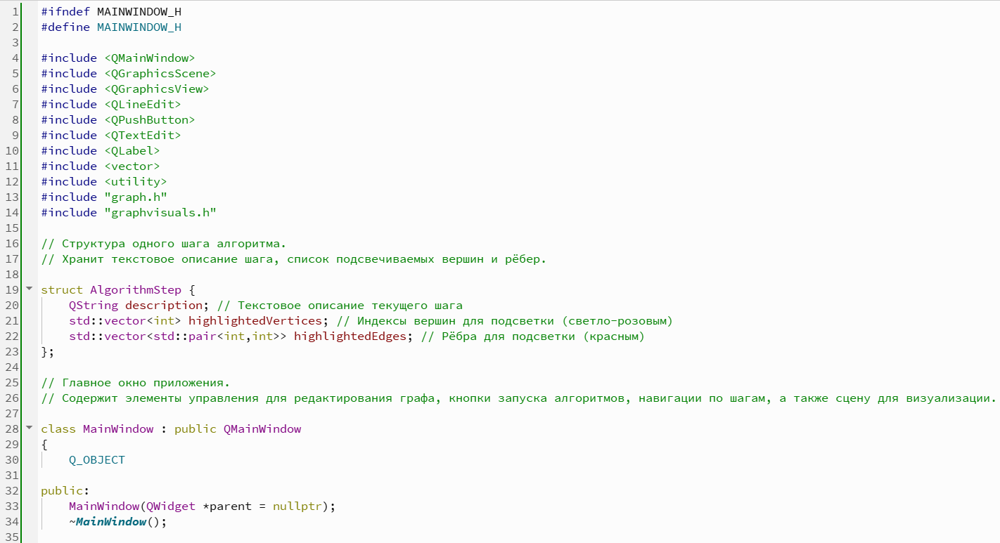 1 #ifndef MAINWINDOW_H
2 #define MAINWINDOW_H
3
4 #include <QMainWindow>
5 #include <QGraphicsScene>
6 #include <QGraphicsView>
7 #include <QLineEdit>
8 #include <QPushButton>
9 #include <QTextEdit>
10 #include <QLabel>
11 #include <vector>
12 #include <utility>
13 #include "graph.h"
14 #include "graphvisuals.h"
15
16 // Структура одного шага алгоритма.
17 // Хранит текстовое описание шага, список подсвечиваемых вершин и рёбер.
18
19 struct AlgorithmStep {
20     QString description; // Текстовое описание текущего шага
21     std::vector<int> highlightedVertices; // Индексы вершин для подсветки (светло-розовым)
22     std::vector<std::pair<int,int>> highlightedEdges; // Рёбра для подсветки (красным)
23 };
24
25 // Главное окно приложения.
26 // Содержит элементы управления для редактирования графа, кнопки запуска алгоритмов, навигации по шагам, а также сцену для визуализации.
27
28 class MainWindow : public QMainWindow
29 {
30     Q_OBJECT
31
32 public:
33     MainWindow(QWidget *parent = nullptr);
34     ~MainWindow();
35